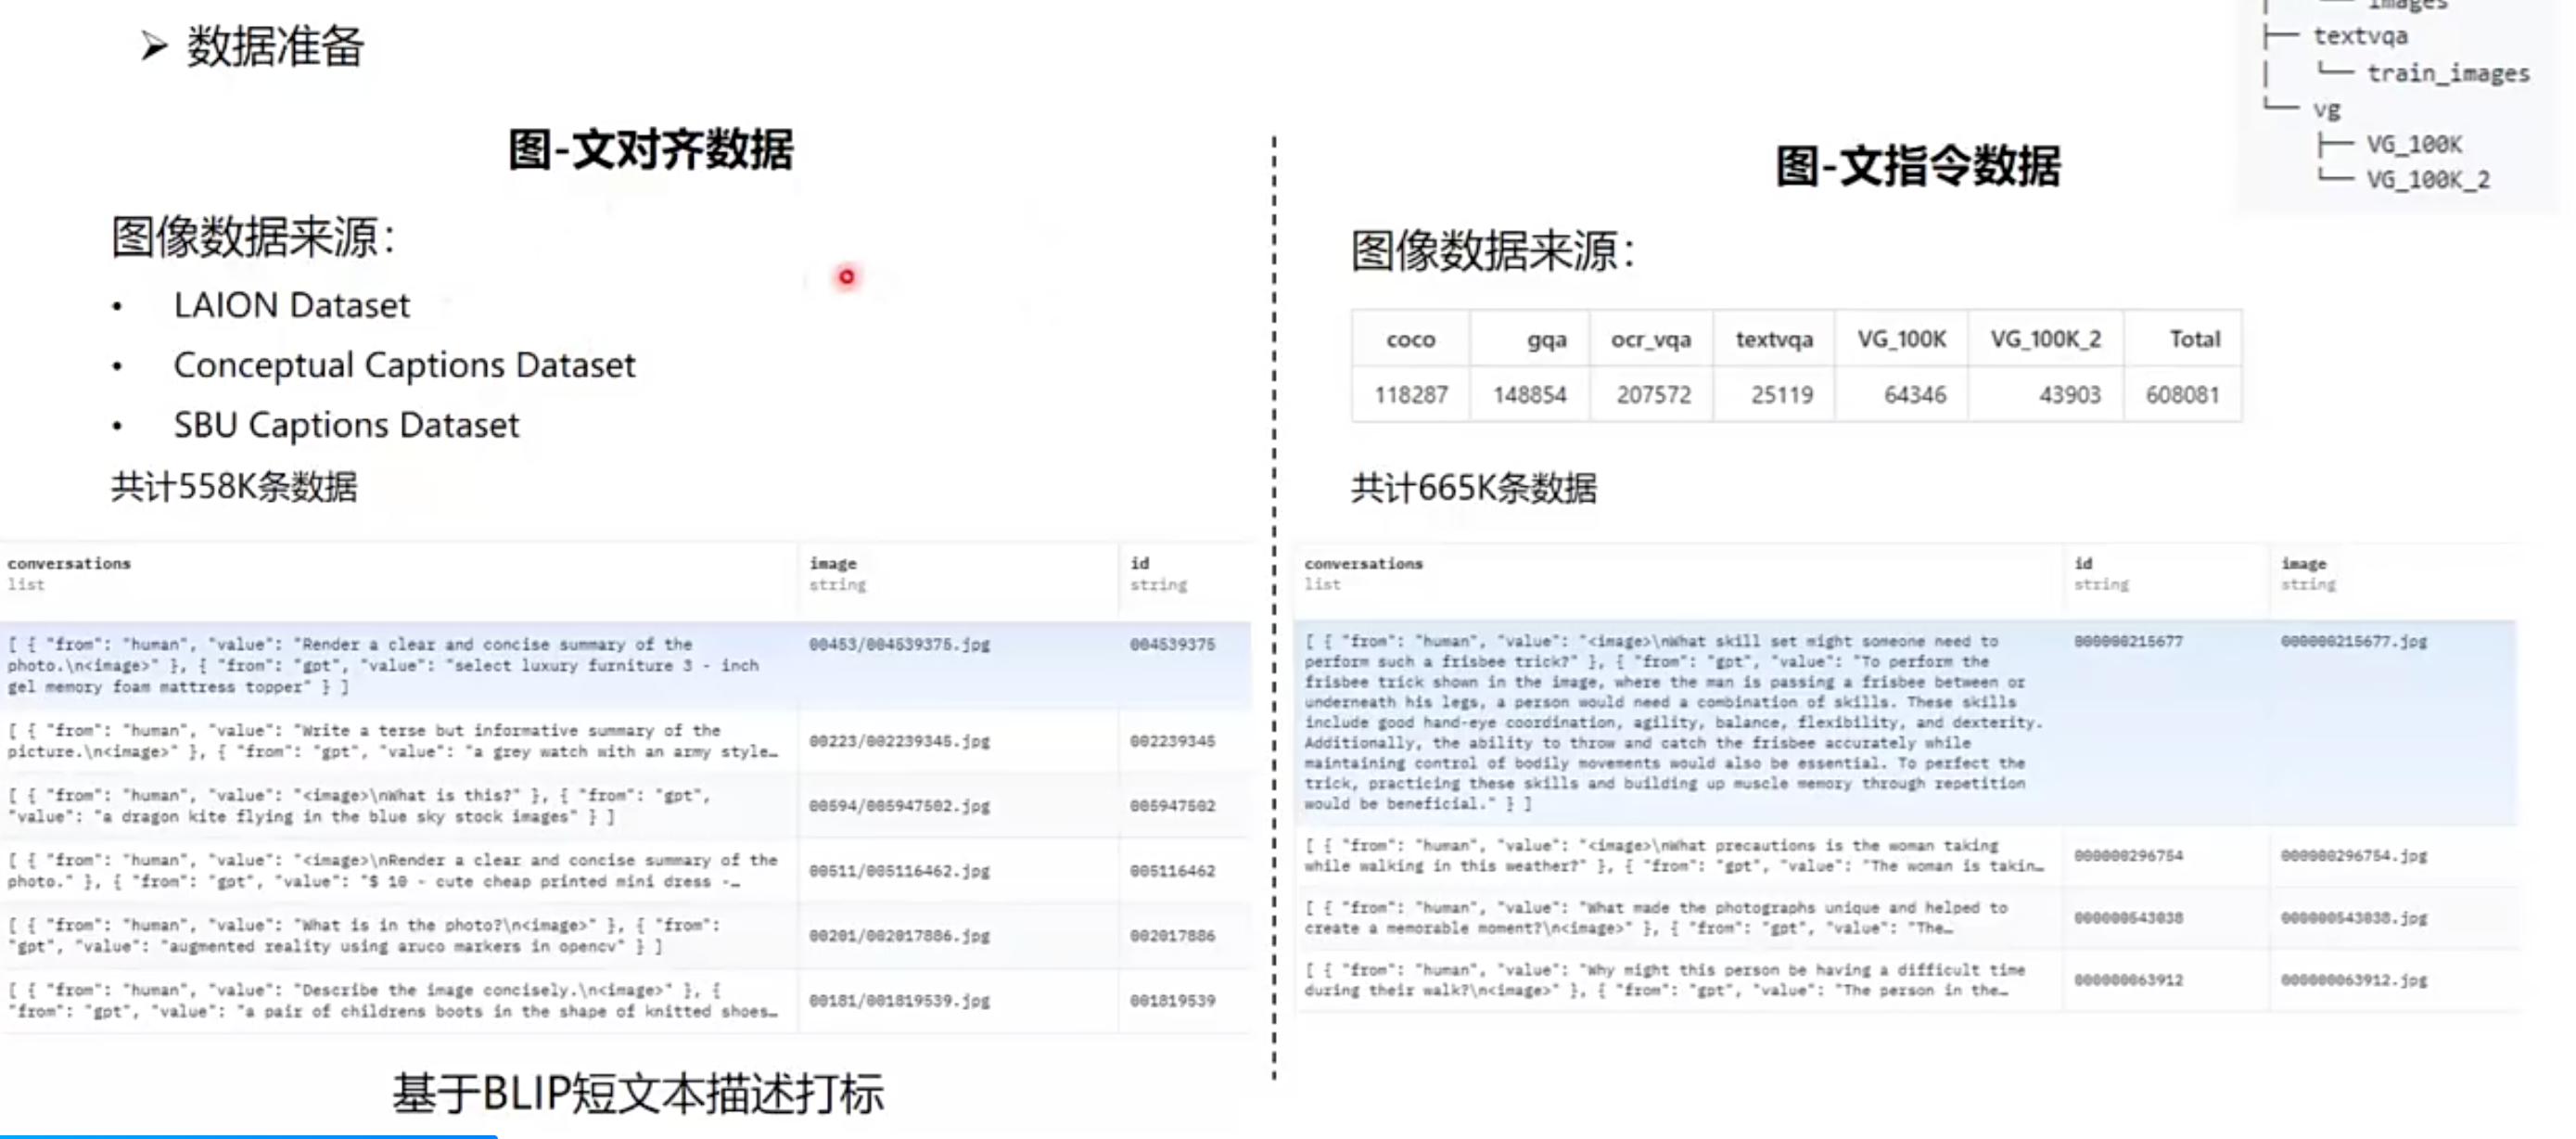 ➢ 数据准备
图-文对齐数据
图像数据来源：
• LAION Dataset
• Conceptual Captions Dataset
• SBU Captions Dataset
共计558K条数据
conversations image id
list string string
[ { "from": "human", "value": "Render a clear and concise summary of the
photo.\n<image>" }, { "from": "gpt", "value": "select luxury furniture 3 - inch
gel memory foam mattress topper" } ]
00453/004539375.jpg 004539375
[ { "from": "human", "value": "Write a terse but informative summary of the
picture.\n<image>" }, { "from": "gpt", "value": "a grey watch with an army style…
00223/002239345.jpg 002239345
[ { "from": "human", "value": "<image>\nWhat is this?" }, { "from": "gpt",
"value": "a dragon kite flying in the blue sky stock images" } ]
00594/005947502.jpg 005947502
[ { "from": "human", "value": "<image>\nRender a clear and concise summary of the
photo." }, { "from": "gpt", "value": "$ 10 - cute cheap printed mini dress -…
00511/005116462.jpg 005116462
[ { "from": "human", "value": "What is in the photo?\n<image>" }, { "from":
"gpt", "value": "augmented reality using aruco markers in opencv" } ]
00201/002017886.jpg 002017886
[ { "from": "human", "value": "Describe the image concisely.\n<image>" }, {
"from": "gpt", "value": "a pair of childrens boots in the shape of knitted shoes…
00181/001819539.jpg 001819539
基于BLIP短文本描述打标
images
├── textvqa
│ └── train_images
└── vg
├── VG_100K
└── VG_100K_2
图-文指令数据
图像数据来源：
coco gqa ocr_vqa textvqa VG_100K VG_100K_2 Total
118287 148854 207572 25119 64346 43903 608081
共计665K条数据
conversations id image
list string string
[ { "from": "human", "value": "<image>\nWhat skill set might someone need to
perform such a frisbee trick?" }, { "from": "gpt", "value": "To perform the
frisbee trick shown in the image, where the man is passing a frisbee between or
underneath his legs, a person would need a combination of skills. These skills
include good hand-eye coordination, agility, balance, flexibility, and dexterity.
Additionally, the ability to throw and catch the frisbee accurately while
maintaining control of bodily movements would also be essential. To perfect the
trick, practicing these skills and building up muscle memory through repetition
would be beneficial." } ]
000000215677 000000215677.jpg
[ { "from": "human", "value": "<image>\nWhat precautions is the woman taking
while walking in this weather?" }, { "from": "gpt", "value": "The woman is takin…
000000296754 000000296754.jpg
[ { "from": "human", "value": "What made the photographs unique and helped to
create a memorable moment?\n<image>" }, { "from": "gpt", "value": "The…
000000543038 000000543038.jpg
[ { "from": "human", "value": "Why might this person be having a difficult time
during their walk?\n<image>" }, { "from": "gpt", "value": "The person in the…
000000063912 000000063912.jpg